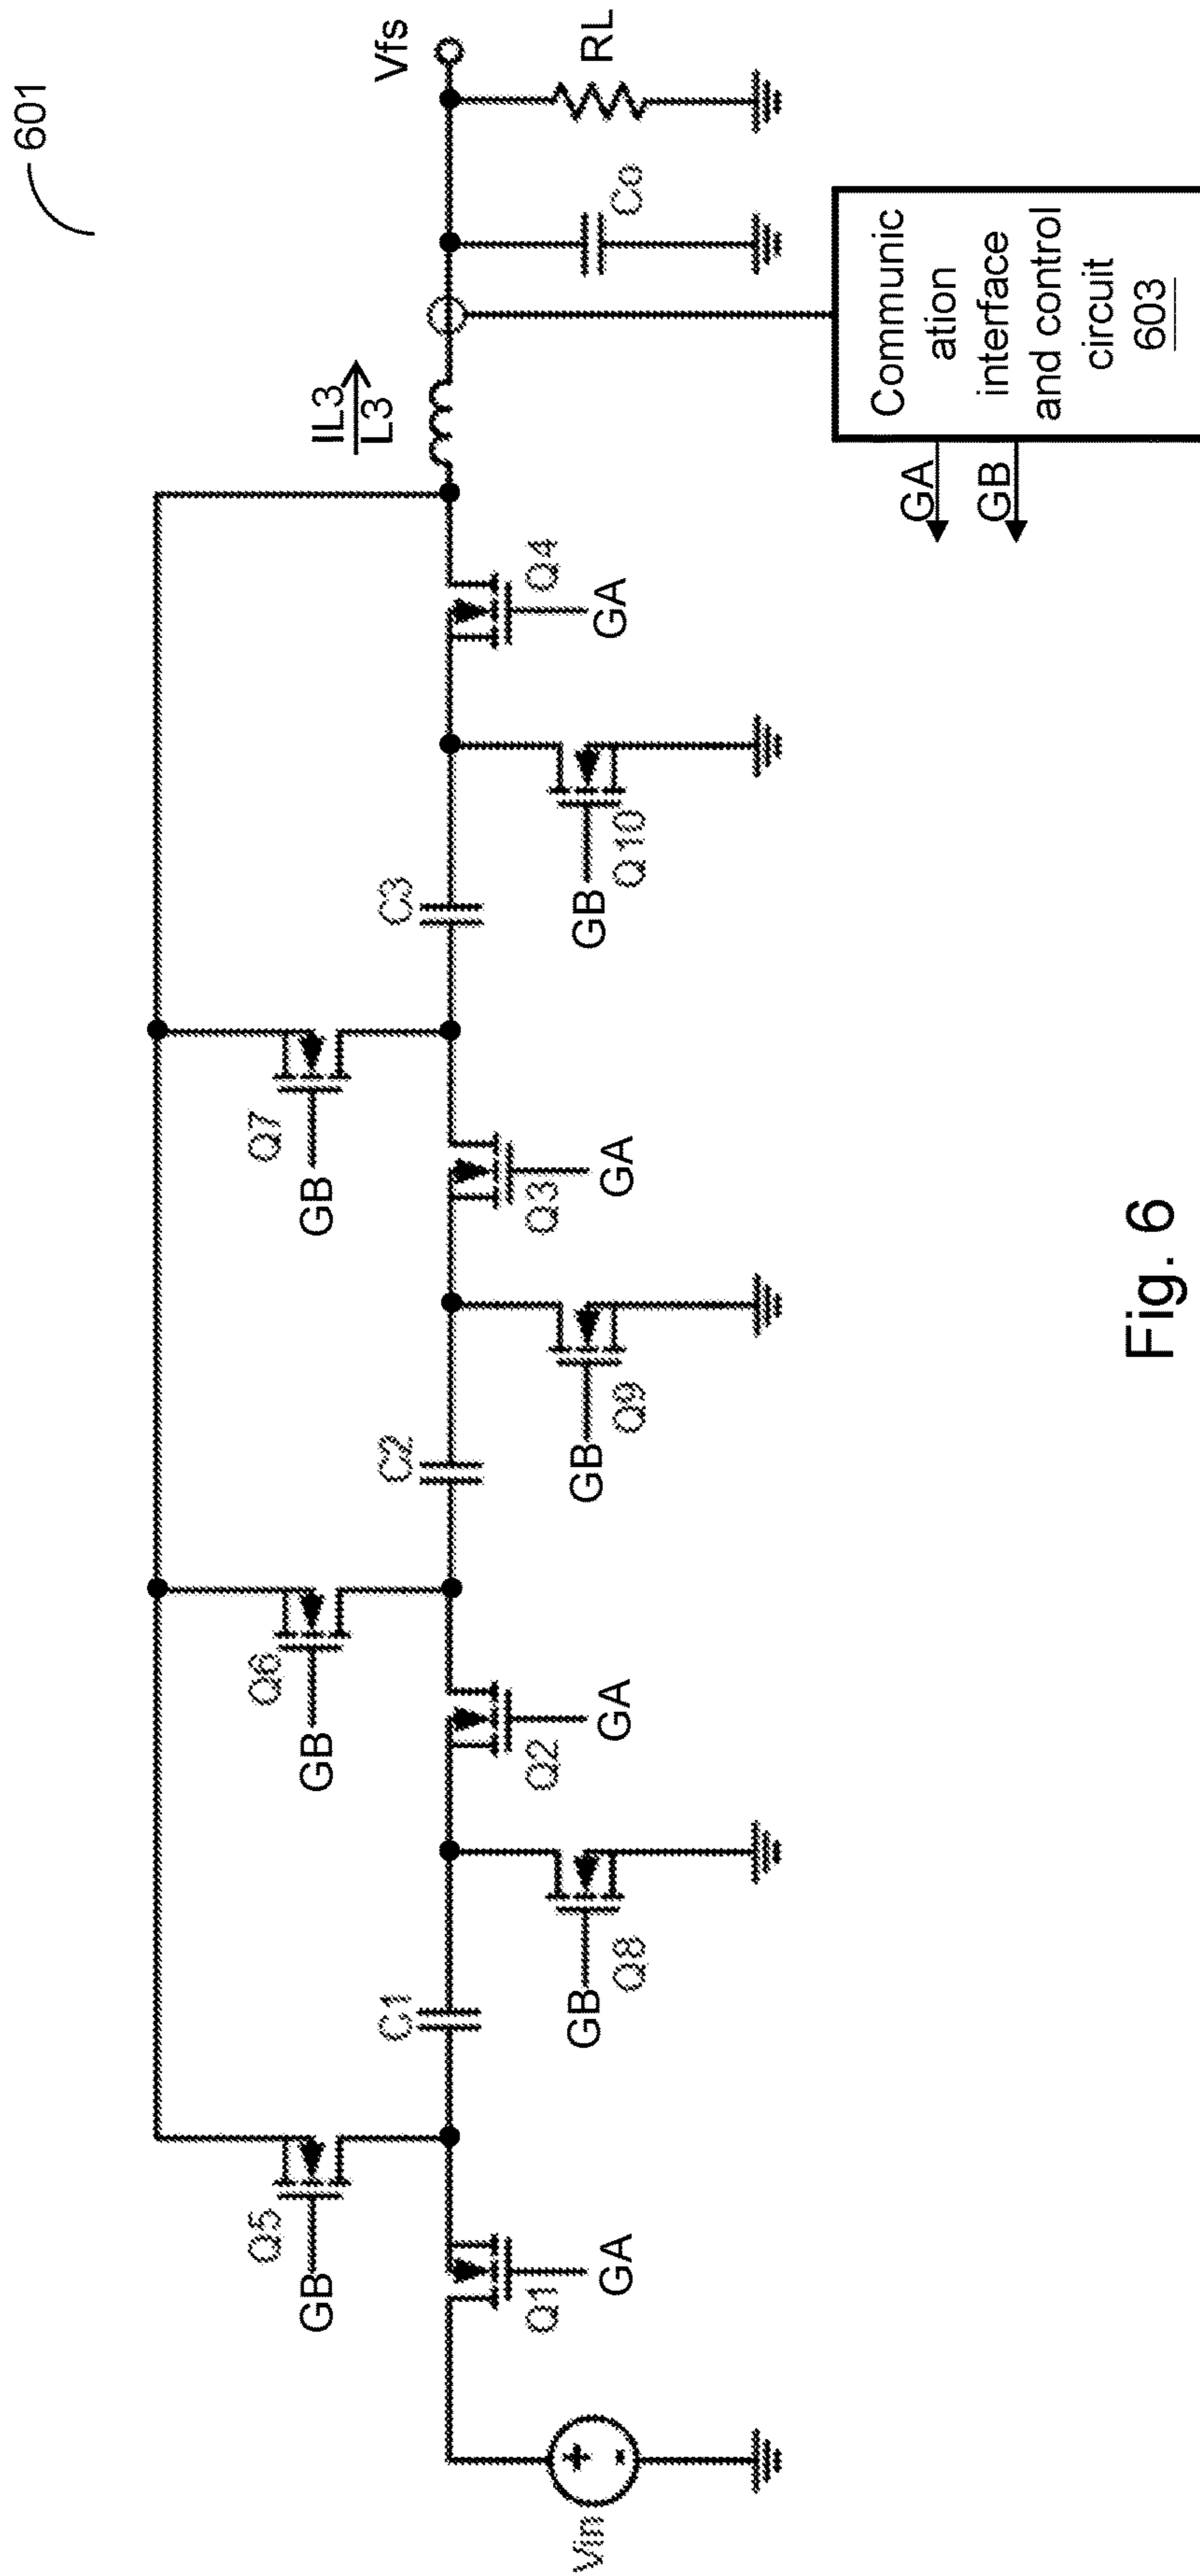 601
Vfs
RL
Co
IL3
L3
Communic
ation
interface
and control
circuit
603
GA
GB
Q4
GA
C3
Q10
GB
Q7
GB
Q3
GA
C2
Q9
GB
Q6
GB
Q2
GA
C1
Q8
GB
Q5
GB
Q1
GA
Vin
+
-
Fig. 6